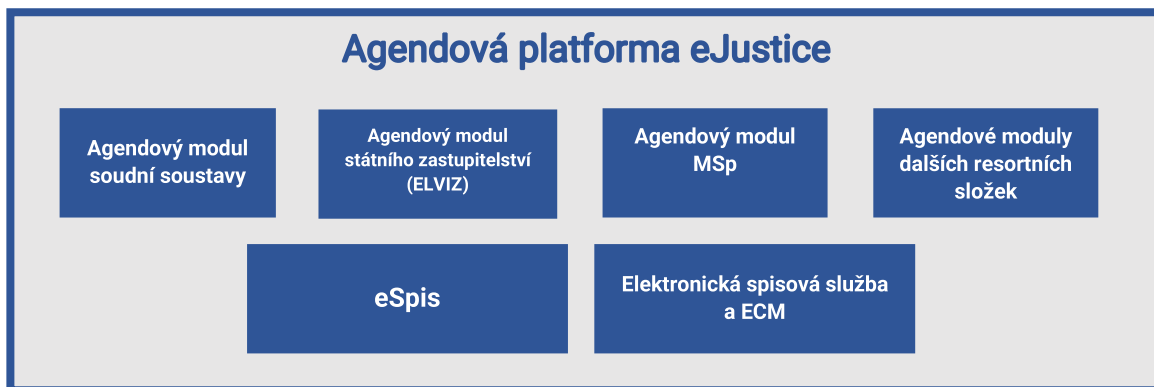 Agendová platforma eJustice
Agendový modul
soudní soustavy
Agendový modul
státního zastupitelství
(ELVIZ)
Agendový modul
MSp
Agendové moduly
dalších resortních
složek
eSpis
Elektronická spisová služba
a ECM